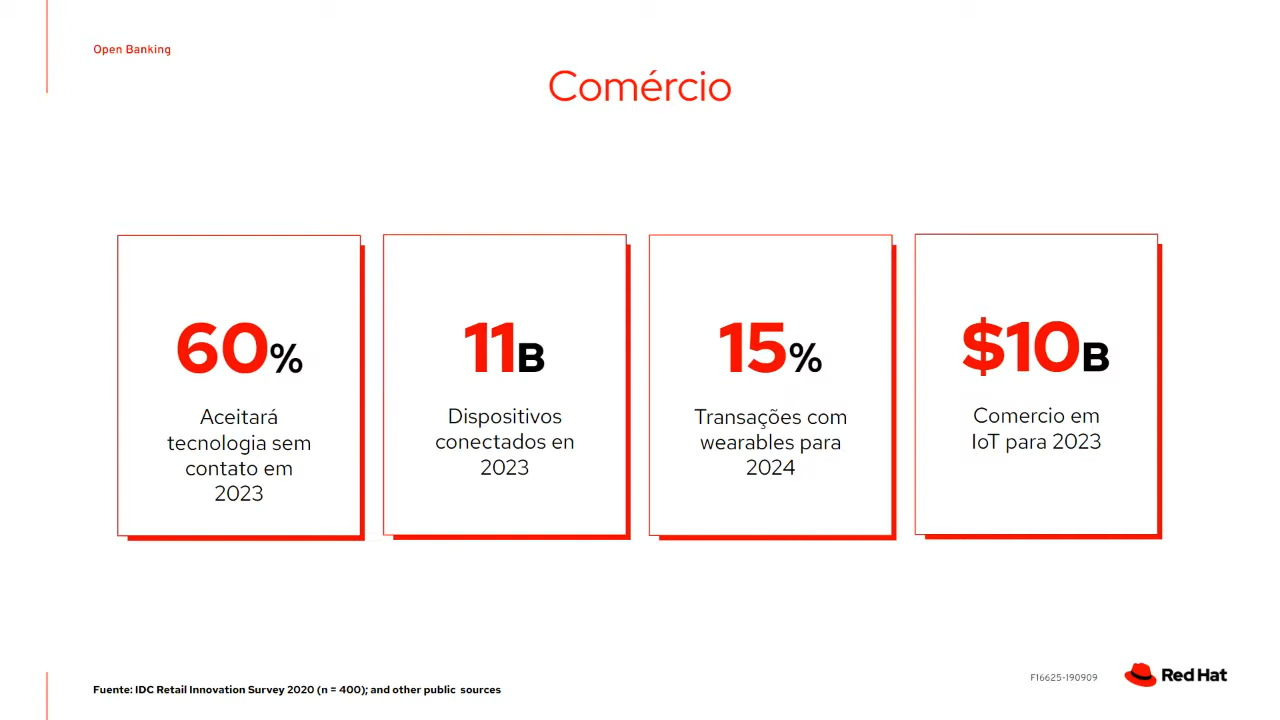 Open Banking
Comércio
60%
Aceitará
tecnologia sem
contato em
2023
11B
Dispositivos
conectados en
2023
15%
Transações com
wearables para
2024
$10B
Comercio em
IoT para 2023
Fuente: IDC Retail Innovation Survey 2020 (n = 400); and other public sources
F16625-190909
Red Hat